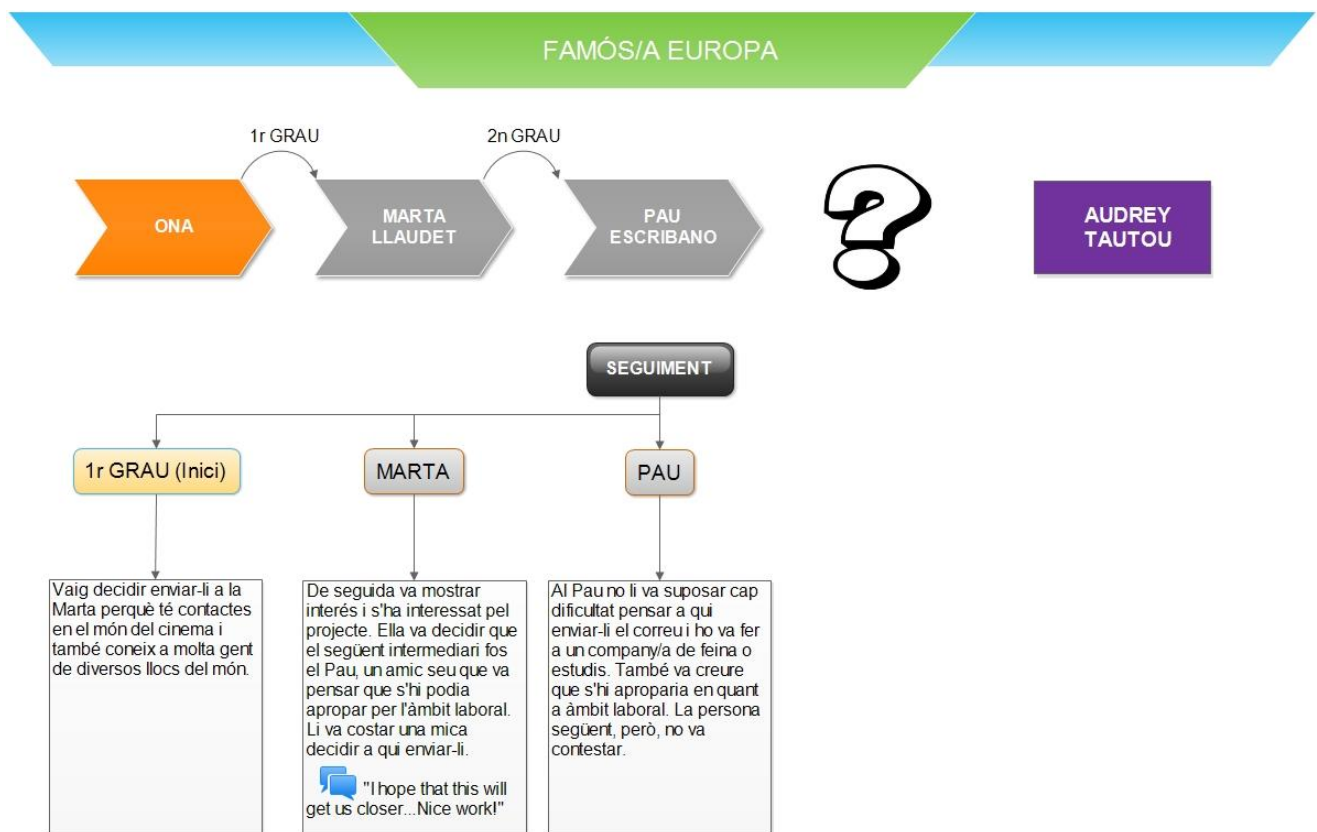 FAMÓS/A EUROPA
1r GRAU
2n GRAU
ONA
MARTA
LLAUDET
PAU
ESCRIBANO
?
AUDREY
TAUTOU
SEGUIMENT
1r GRAU (Inici)
MARTA
PAU
Vaig decidir enviar-li a la
Marta perquè té contactes
en el món del cinema i
també coneix a molta gent
de diversos llocs del món.
De seguida va mostrar
interés i s'ha interessat pel
projecte. Ella va decidir que
el següent intermediari fos
el Pau, un amic seu que va
pensar que s'hi podia
apropar per l'àmbit laboral.
Li va costar una mica
decidir a qui enviar-li.
"I hope that this will
get us closer...Nice work!"
Al Pau no li va suposar cap
dificultat pensar a qui
enviar-li el correu i ho va fer
a un company/a de feina o
estudis. També va creure
que s'hi aproparia en quant
a àmbit laboral. La persona
següent, però, no va
contestar.